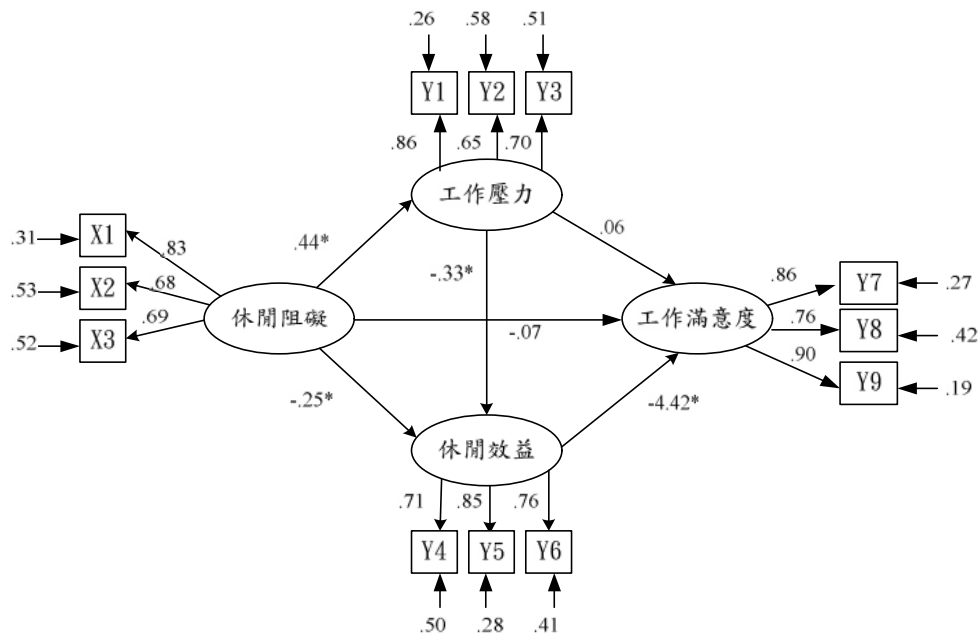 .26 .58 .51
Y1 Y2 Y3
.86 .65 .70
工作壓力
.31 X1 .83
.44* .06
-.33*
.53 X2 .68
.86 Y7 .27
休閒阻礙 工作滿意度
.52 X3 .69
-.07
.76 Y8 .42
.90 Y9 .19
-.25* -4.42*
休閒效益
.71 .85 .76
Y4 Y5 Y6
.50 .28 .41